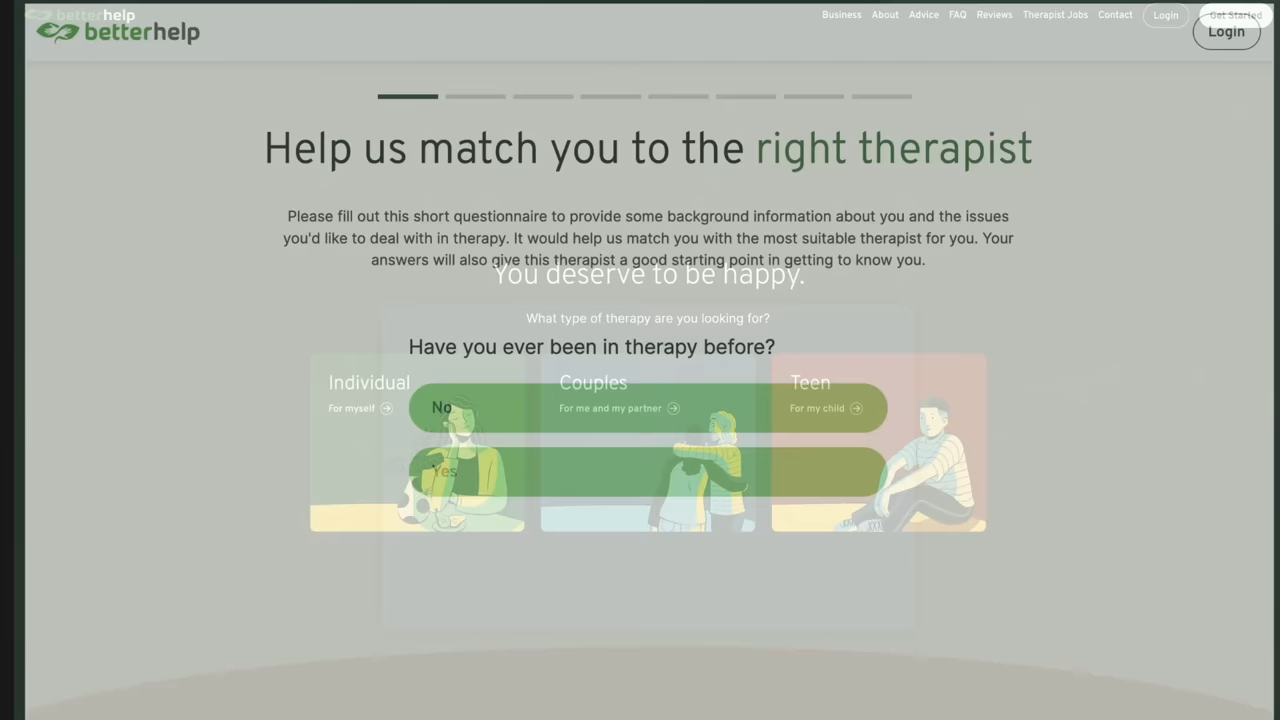 betterhelp
Business About Advice FAQ Reviews Therapist Jobs Contact Login Get Started
betterhelp
Login
Help us match you to the right therapist
Please fill out this short questionnaire to provide some background information about you and the issues
you'd like to deal with in therapy. It would help us match you with the most suitable therapist for you. Your
answers will also give this therapist a good starting point in getting to know you.
You deserve to be happy.
What type of therapy are you looking for?
Have you ever been in therapy before?
Individual
For myself
Couples
For me and my partner
Teen
For my child
No
Yes